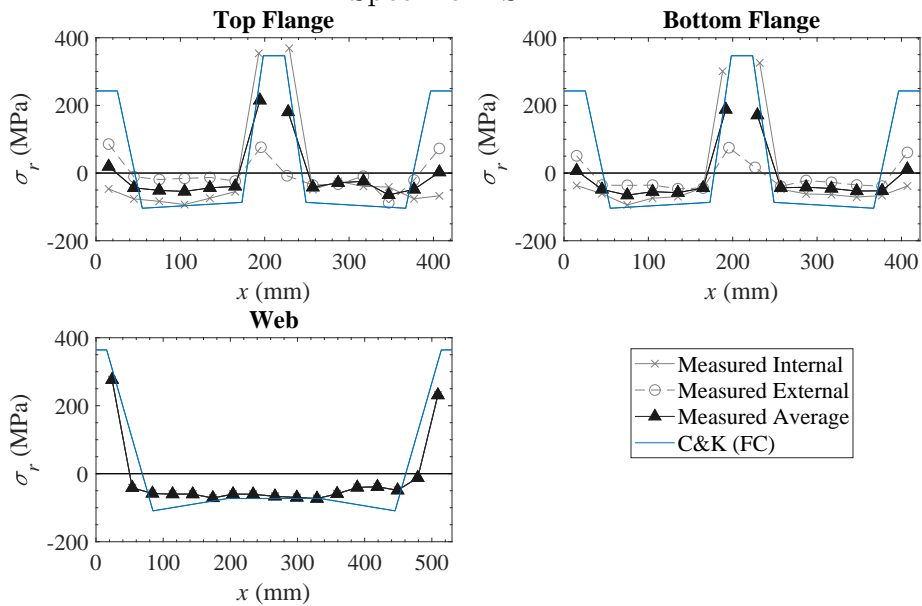 Top Flange
Bottom Flange
400
200
0
-200
σr (MPa)
0 100 200 300 400
x (mm)
400
200
0
-200
σr (MPa)
0 100 200 300 400
x (mm)
Web
400
200
0
-200
σr (MPa)
0 100 200 300 400 500
x (mm)
Measured Internal
Measured External
Measured Average
C&K (FC)